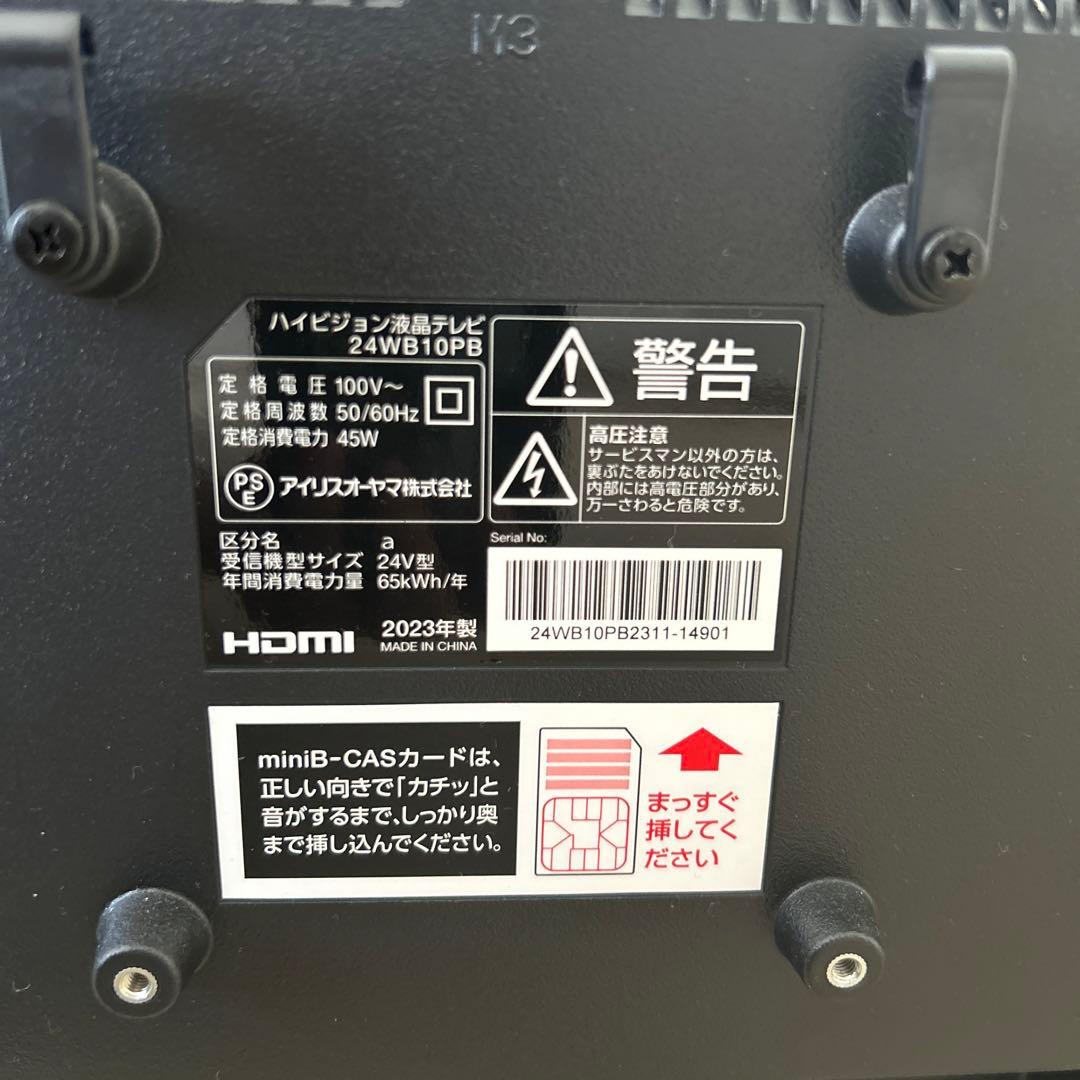 M3
ハイビジョン液晶テレビ
24WB10PB
定格電圧 100V～
定格周波数 50/60Hz
定格消費電力 45W
PSE アイリスオーヤマ株式会社
警告
高圧注意
サービスマン以外の方は、
裏ぶたをあけないでください。
内部には高電圧部分があり、
万一さわると危険です。
区分名 a
受信機型サイズ 24V型
年間消費電力量 65kWh/年
HDMI
2023年製
MADE IN CHINA
Serial No:
24WB10PB2311-14901
miniB-CASカードは、
正しい向きで「カチッ」と
音がするまで、しっかり奥
まで挿し込んでください。
まっすぐ
挿してく
ださい